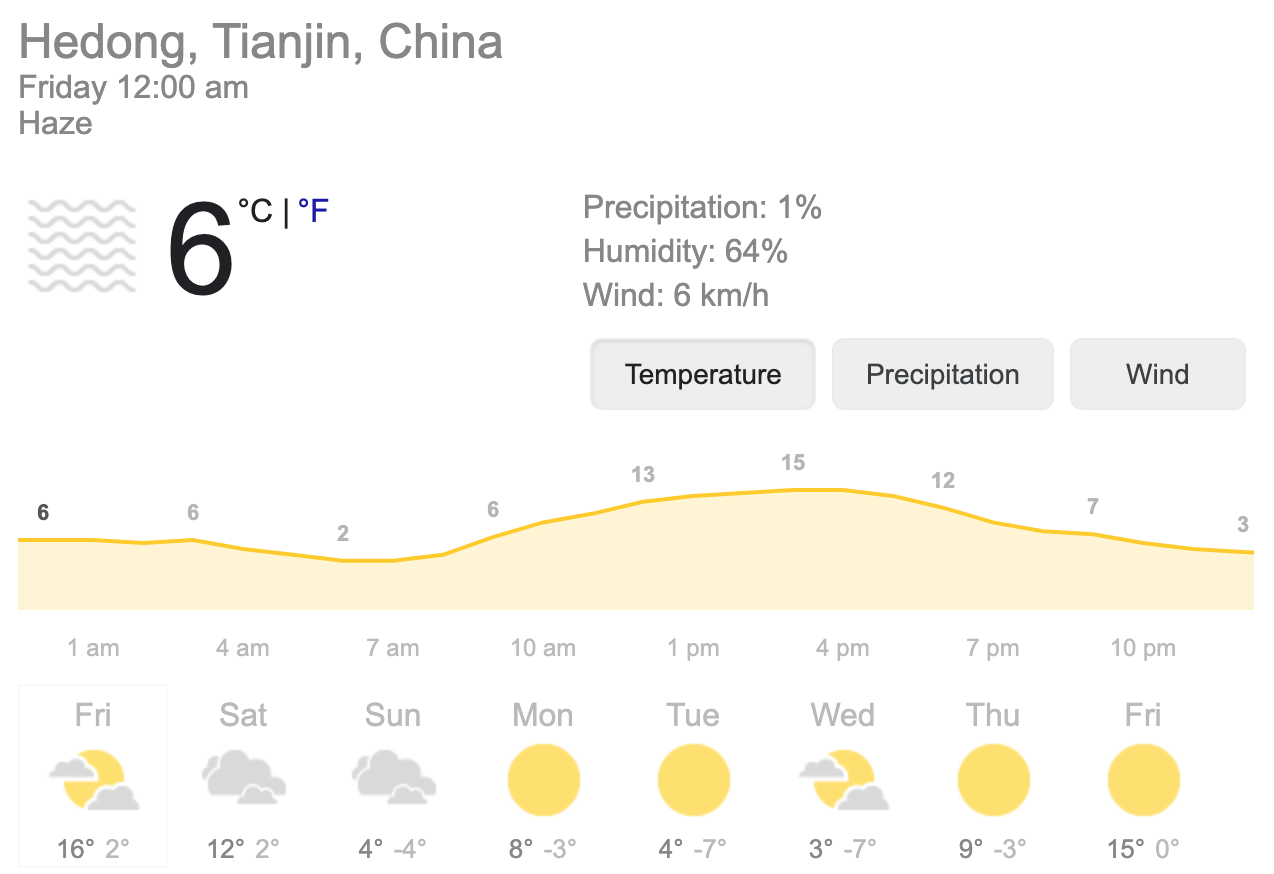 Hedong, Tianjin, China
Friday 12:00 am
Haze
6 °C | °F
Precipitation: 1%
Humidity: 64%
Wind: 6 km/h
Temperature Precipitation Wind
6 6 2 6 13 15 12 7 3
1 am 4 am 7 am 10 am 1 pm 4 pm 7 pm 10 pm
Fri Sat Sun Mon Tue Wed Thu Fri
16° 2° 12° 2° 4° -4° 8° -3° 4° -7° 3° -7° 9° -3° 15° 0°